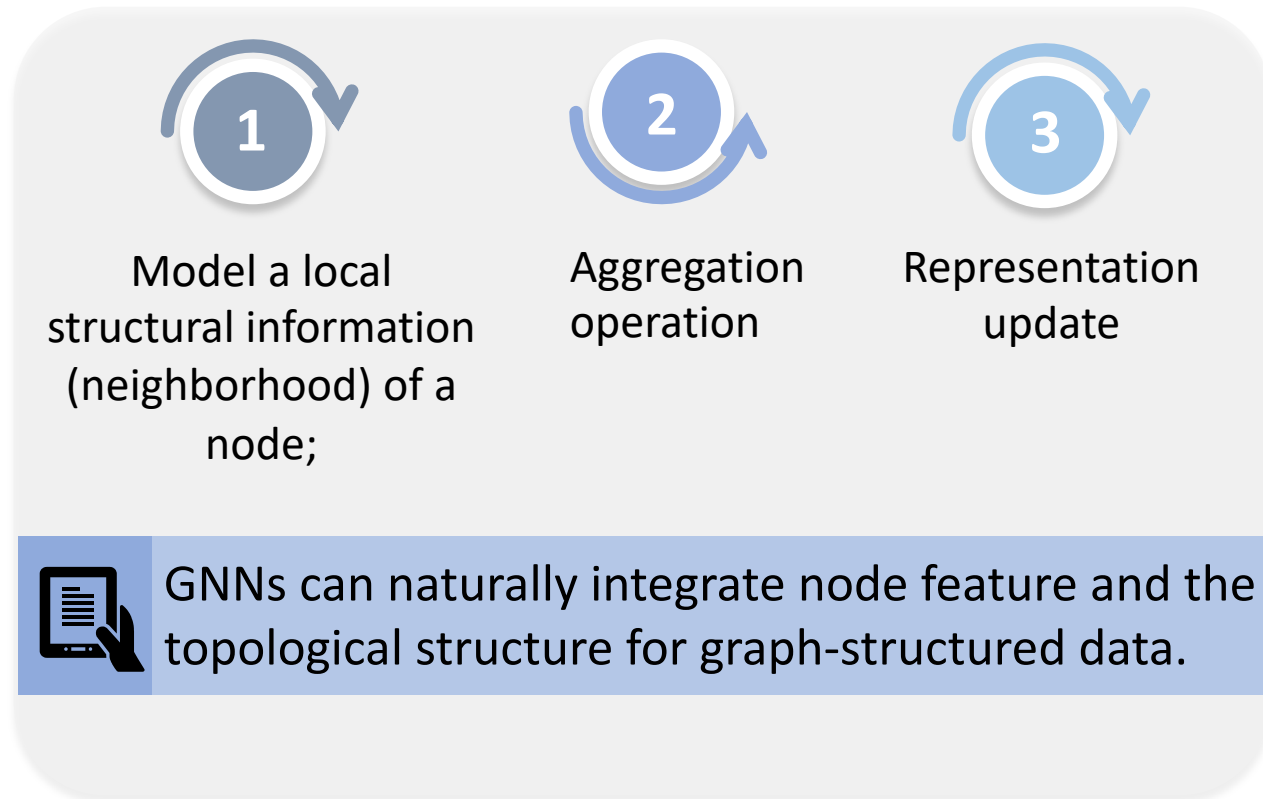 1
Model a local
structural information
(neighborhood) of a
node;
2
Aggregation
operation
3
Representation
update
GNNs can naturally integrate node feature and the
topological structure for graph-structured data.